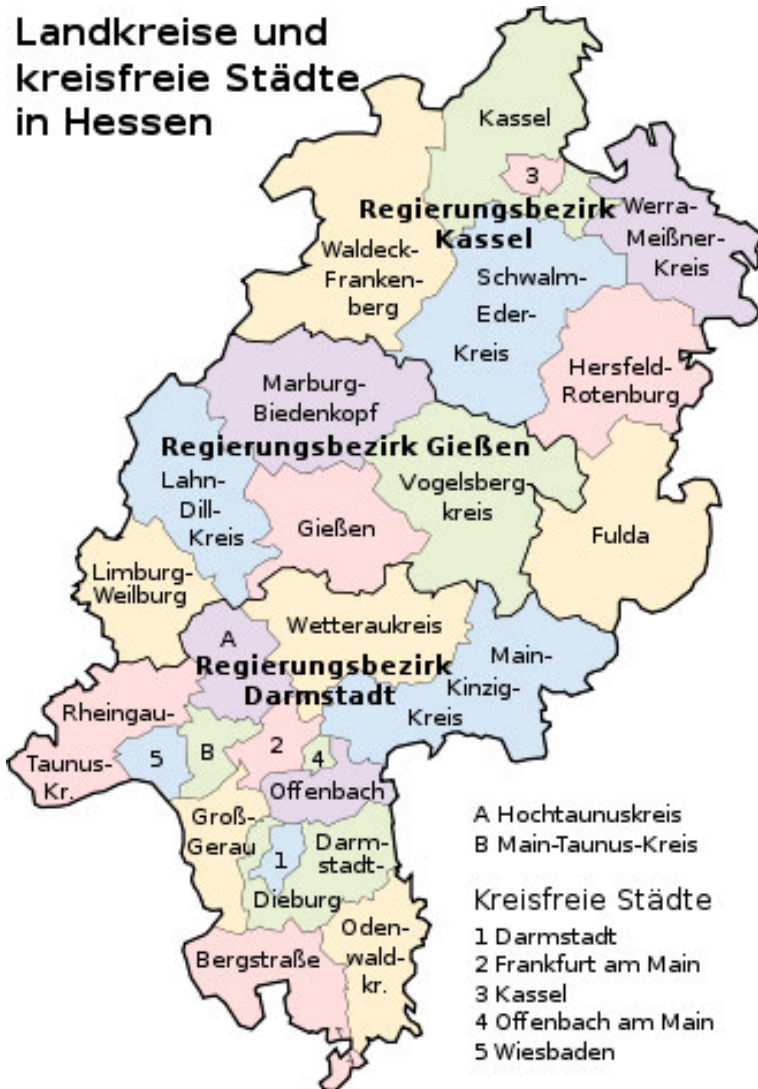 Landkreise und
kreisfreie Städte
in Hessen
Kassel
3
Regierungsbezirk
Kassel
Werra-
Meißner-
Kreis
Waldeck-
Franken-
berg
Schwalm-
Eder-
Kreis
Hersfeld-
Rotenburg
Marburg-
Biedenkopf
Regierungsbezirk Gießen
Lahn-
Dill-
Kreis
Gießen
Vogelsberg
kreis
Fulda
Limburg-
Weilburg
A
Wetteraukreis
Regierungsbezirk
Darmstadt
Main-
Kinzig-
Kreis
Rheingau-
Taunus-
Kr.
5
B
2
4
Offenbach
Groß-
Gerau
1
Darm-
stadt-
Dieburg
Bergstraße
Oden-
wald-
kr.
A Hochtaunuskreis
B Main-Taunus-Kreis
Kreisfreie Städte
1 Darmstadt
2 Frankfurt am Main
3 Kassel
4 Offenbach am Main
5 Wiesbaden